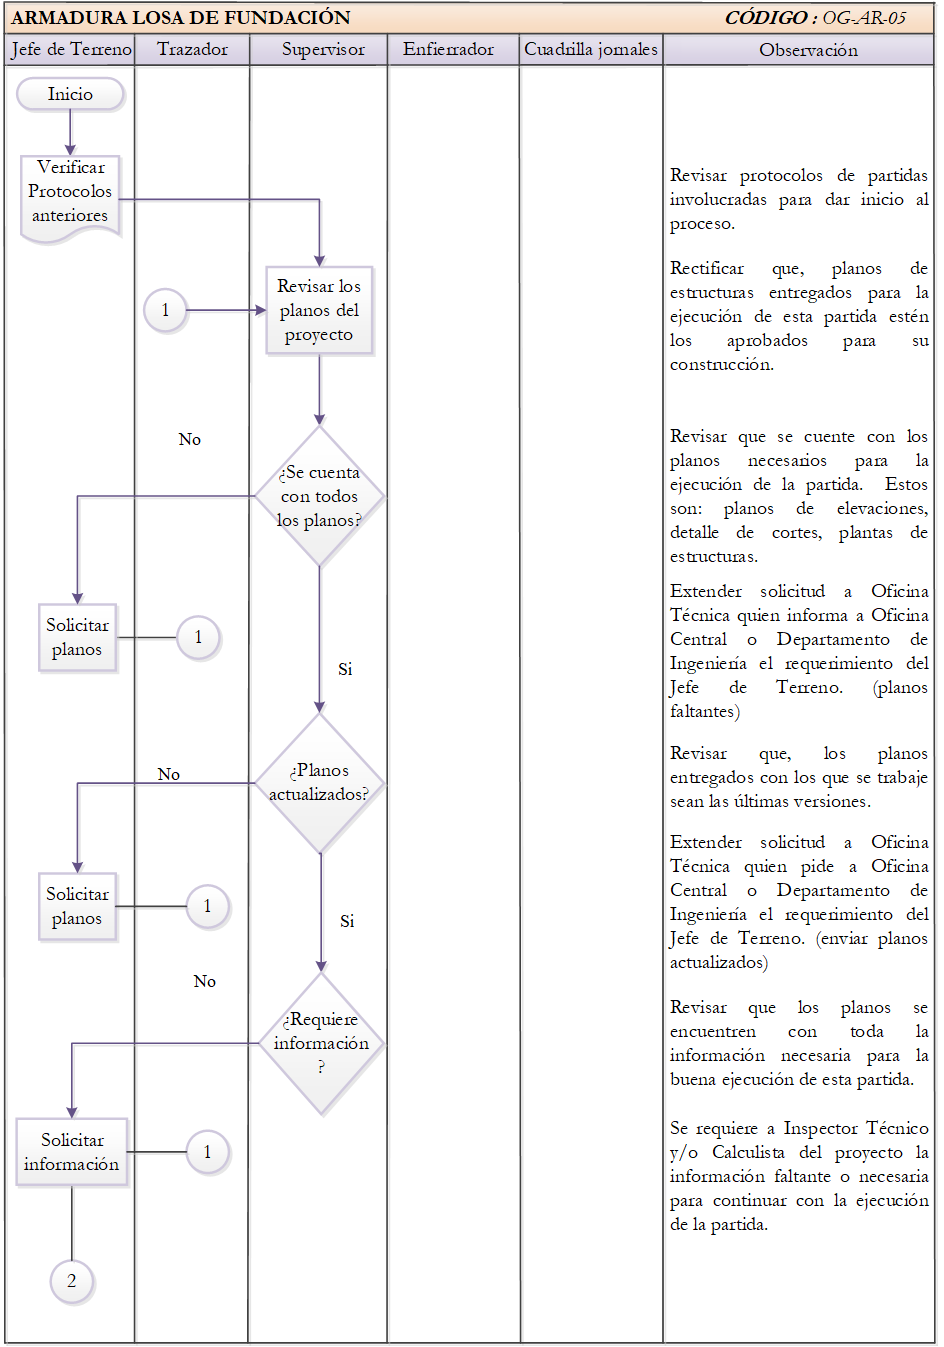 ARMADURA LOSA DE FUNDACIÓN CÓDIGO : OG-AR-05
Jefe de Terreno Trazador Supervisor Enfierrador Cuadrilla jornales Observación
Inicio
Verificar
Protocolos
anteriores
Revisar protocolos de partidas
involucradas para dar inicio al
proceso.
Revisar los
planos del
proyecto
1
Rectificar que, planos de
estructuras entregados para la
ejecución de esta partida estén
los aprobados para su
construcción.
No
¿Se cuenta
con todos
los planos?
Revisar que se cuente con los
planos necesarios para la
ejecución de la partida. Estos
son: planos de elevaciones,
detalle de cortes, plantas de
estructuras.
Solicitar
planos
1
Si
Extender solicitud a Oficina
Técnica quien informa a Oficina
Central o Departamento de
Ingeniería el requerimiento del
Jefe de Terreno. (planos
faltantes)
No
¿Planos
actualizados?
Revisar que, los planos
entregados con los que se trabaje
sean las últimas versiones.
Solicitar
planos
1
Si
Extender solicitud a Oficina
Técnica quien pide a Oficina
Central o Departamento de
Ingeniería el requerimiento del
Jefe de Terreno. (enviar planos
actualizados)
No
¿Requiere
información
?
Revisar que los planos se
encuentren con toda la
información necesaria para la
buena ejecución de esta partida.
Solicitar
información
1
Se requiere a Inspector Técnico
y/o Calculista del proyecto la
información faltante o necesaria
para continuar con la ejecución
de la partida.
2